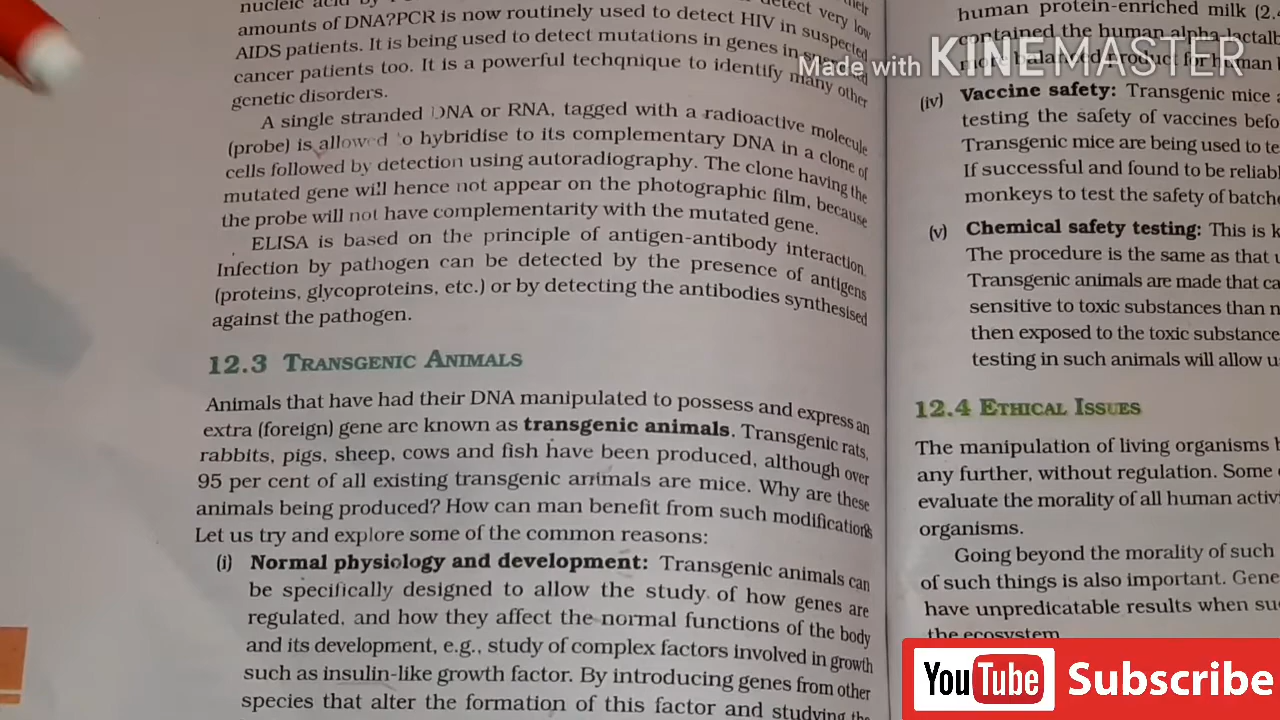 nucleic acid by
detect very low
amounts of DNA?PCR is now routinely used to detect HIV in suspected
AIDS patients. It is being used to detect mutations in genes in
cancer patients too. It is a powerful techqnique to identify many other
genetic disorders.
A single stranded DNA or RNA, tagged with a radioactive molecule
(probe) is allowed to hybridise to its complementary DNA in a clone of
cells followed by detection using autoradiography. The clone having the
mutated gene will hence not appear on the photographic film, because
the probe will not have complementarity with the mutated gene.
ELISA is based on the principle of antigen-antibody interaction.
Infection by pathogen can be detected by the presence of antigens
(proteins, glycoproteins, etc.) or by detecting the antibodies synthesised
against the pathogen.
12.3 TRANSGENIC ANIMALS
Animals that have had their DNA manipulated to possess and express an
extra (foreign) gene are known as transgenic animals. Transgenic rats,
rabbits, pigs, sheep, cows and fish have been produced, although over
95 per cent of all existing transgenic animals are mice. Why are these
animals being produced? How can man benefit from such modifications
Let us try and explore some of the common reasons:
(i) Normal physiology and development: Transgenic animals can
be specifically designed to allow the study of how genes are
regulated, and how they affect the normal functions of the body
and its development, e.g., study of complex factors involved in growth
such as insulin-like growth factor. By introducing genes from other
species that alter the formation of this factor and studying the
human protein-enriched milk (2.4
contained the human alpha-lactalb
more balanced product for human
(iv) Vaccine safety: Transgenic mice a
testing the safety of vaccines befo
Transgenic mice are being used to te
If successful and found to be reliabl
monkeys to test the safety of batche
(v) Chemical safety testing: This is k
The procedure is the same as that u
Transgenic animals are made that ca
sensitive to toxic substances than n
then exposed to the toxic substance
testing in such animals will allow u
12.4 ETHICAL ISSUES
The manipulation of living organisms
any further, without regulation. Some
evaluate the morality of all human activi
organisms.
Going beyond the morality of such
of such things is also important. Gene
have unpredicatable results when su
the ecosystem
Made with KINEMASTER
YouTube Subscribe